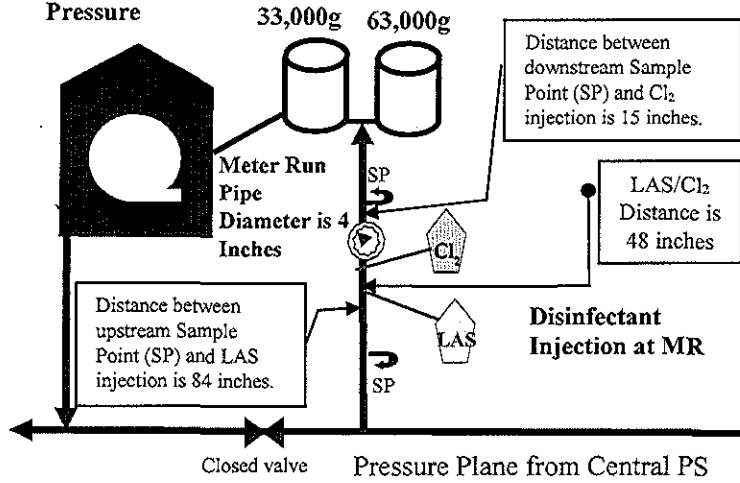 Pressure
33,000g
63,000g
Distance between
downstream Sample
Point (SP) and Cl₂
injection is 15 inches.
SP
Meter Run
Pipe
Diameter is 4
Inches
LAS/Cl₂
Distance is
48 inches
Cl₂
Distance between
upstream Sample
Point (SP) and LAS
injection is 84 inches.
LAS
Disinfectant
Injection at MR
SP
Closed valve
Pressure Plane from Central PS